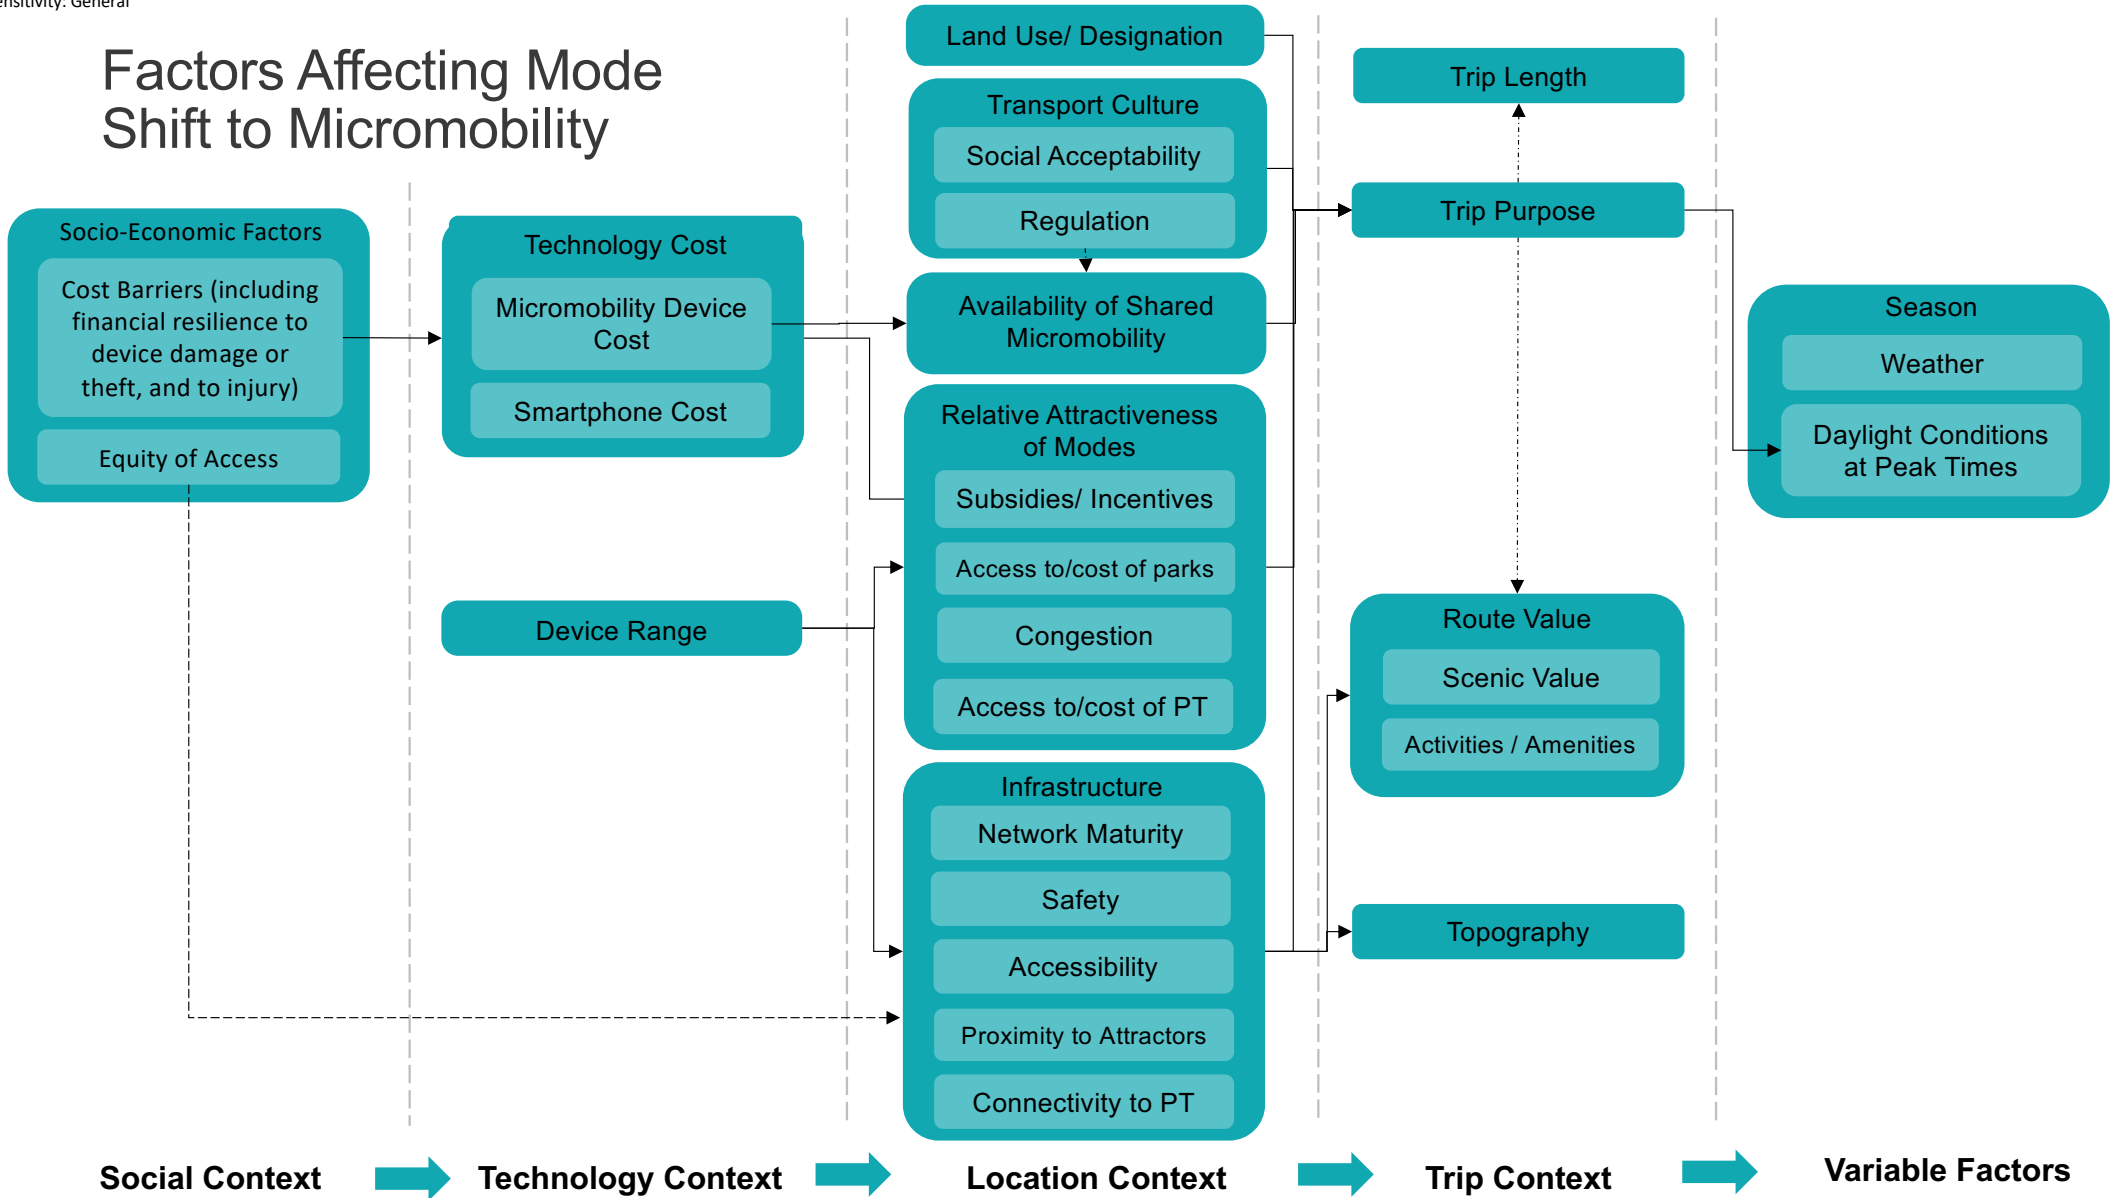 ensitivity: General
Factors Affecting Mode
Shift to Micromobility
Socio-Economic Factors
Cost Barriers (including
financial resilience to
device damage or
theft, and to injury)
Equity of Access
Technology Cost
Micromobility Device
Cost
Smartphone Cost
Device Range
Land Use/ Designation
Transport Culture
Social Acceptability
Regulation
Availability of Shared
Micromobility
Relative Attractiveness
of Modes
Subsidies/ Incentives
Access to/cost of parks
Congestion
Access to/cost of PT
Infrastructure
Network Maturity
Safety
Accessibility
Proximity to Attractors
Connectivity to PT
Trip Length
Trip Purpose
Route Value
Scenic Value
Activities / Amenities
Topography
Season
Weather
Daylight Conditions
at Peak Times
Social Context
Technology Context
Location Context
Trip Context
Variable Factors